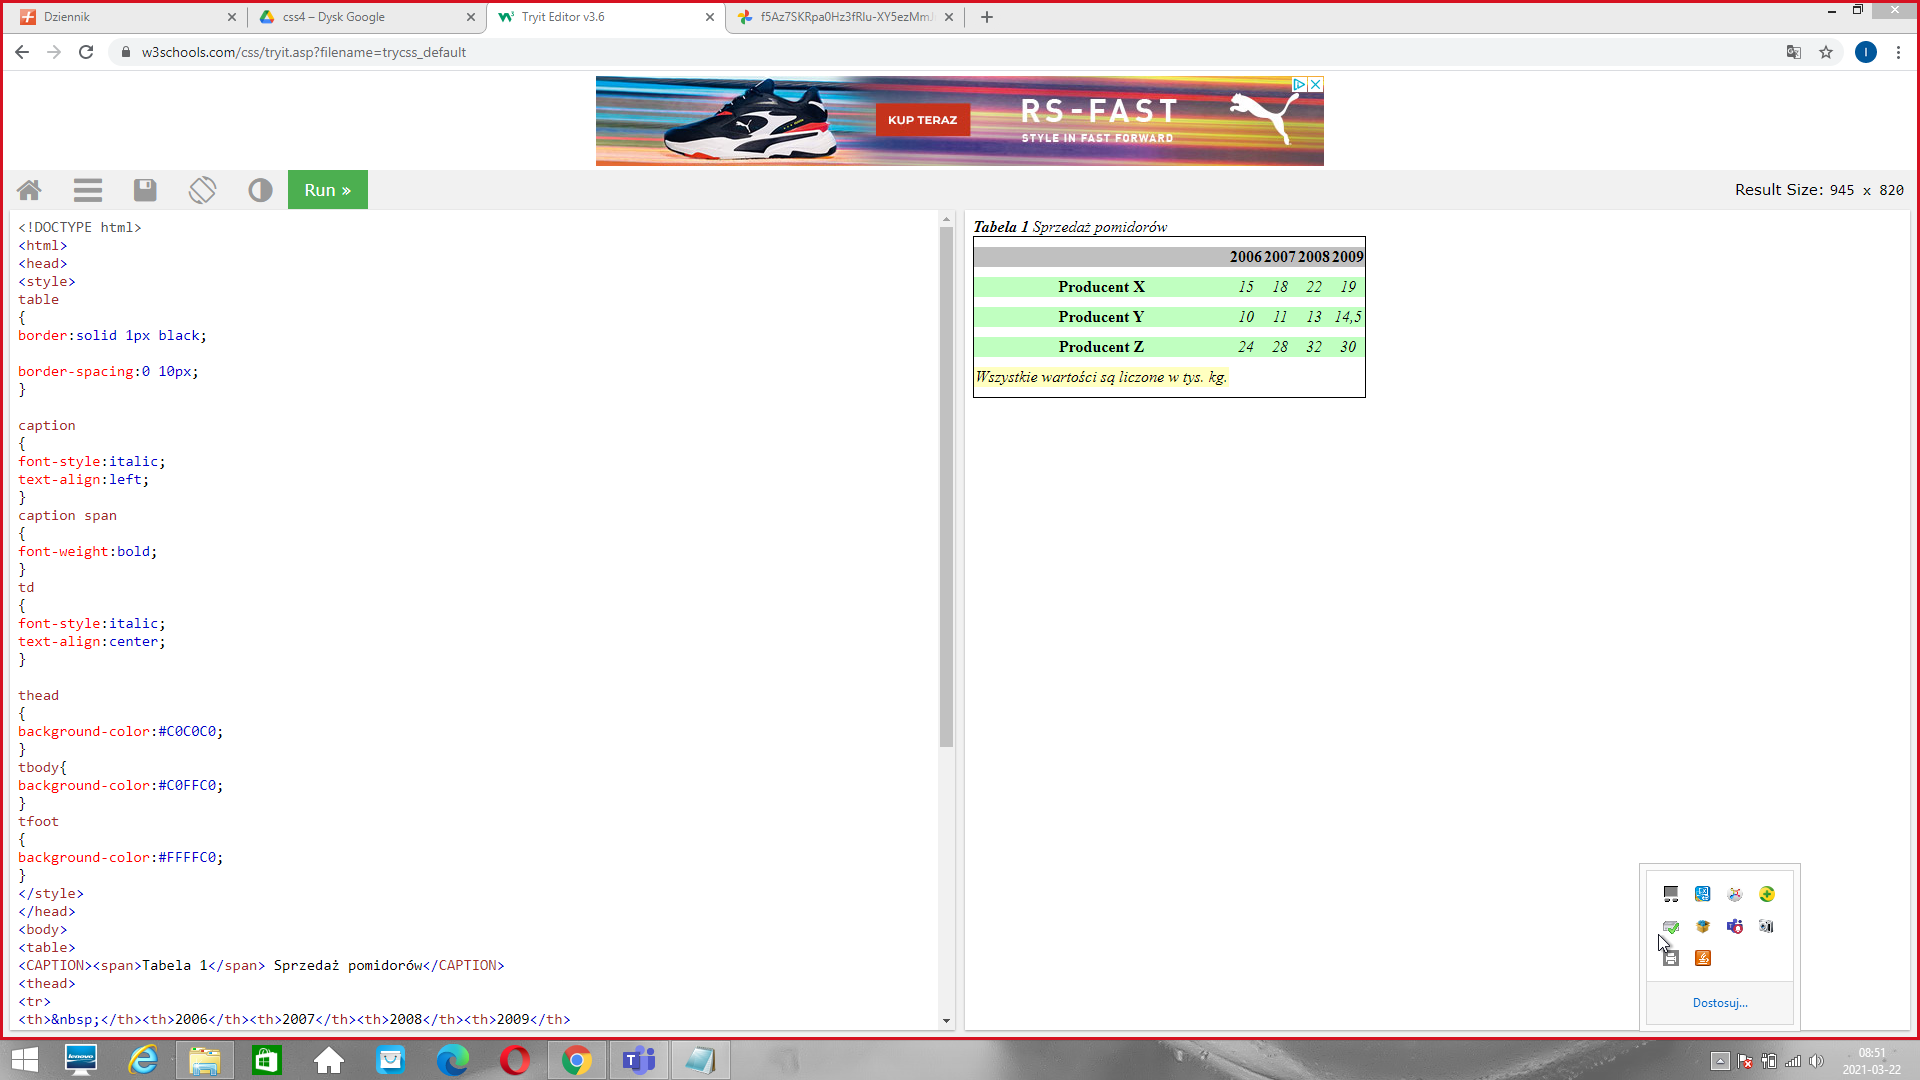 Dziennik
css4 – Dysk Google
Tryit Editor v3.6
w3schools.com/css/tryit.asp?filename=trycss_default
I
KUP TERAZ
RS-FAST
STYLE IN FAST FORWARD
Run »
Result Size: 945 x 820
<!DOCTYPE html>
<html>
<head>
<style>
table
{
border:solid 1px black;
border-spacing:0 10px;
}
caption
{
font-style:italic;
text-align:left;
}
caption span
{
font-weight:bold;
}
td
{
font-style:italic;
text-align:center;
}
thead
{
background-color:#C0C0C0;
}
tbody{
background-color:#C0FFC0;
}
tfoot
{
background-color:#FFFFC0;
}
</style>
</head>
<body>
<table>
<CAPTION><span>Tabela 1</span> Sprzedaż pomidorów</CAPTION>
<thead>
<tr>
<th>&nbsp;</th><th>2006</th><th>2007</th><th>2008</th><th>2009</th>
Tabela 1 Sprzedaż pomidorów
2006 2007 2008 2009
Producent X 15 18 22 19
Producent Y 10 11 13 14,5
Producent Z 24 28 32 30
Wszystkie wartości są liczone w tys. kg.
Dostosuj...
lenovo
08:51
2021-03-22